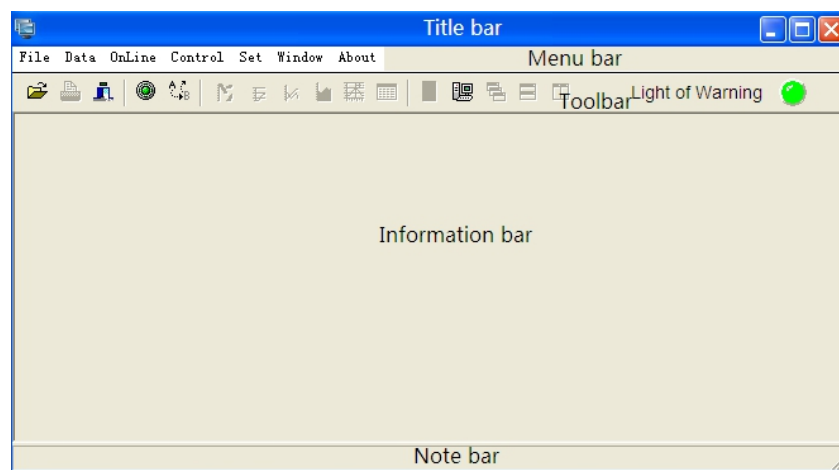 Title bar
File Data OnLine Control Set Window About Menu bar
Toolbar Light of Warning
Information bar
Note bar